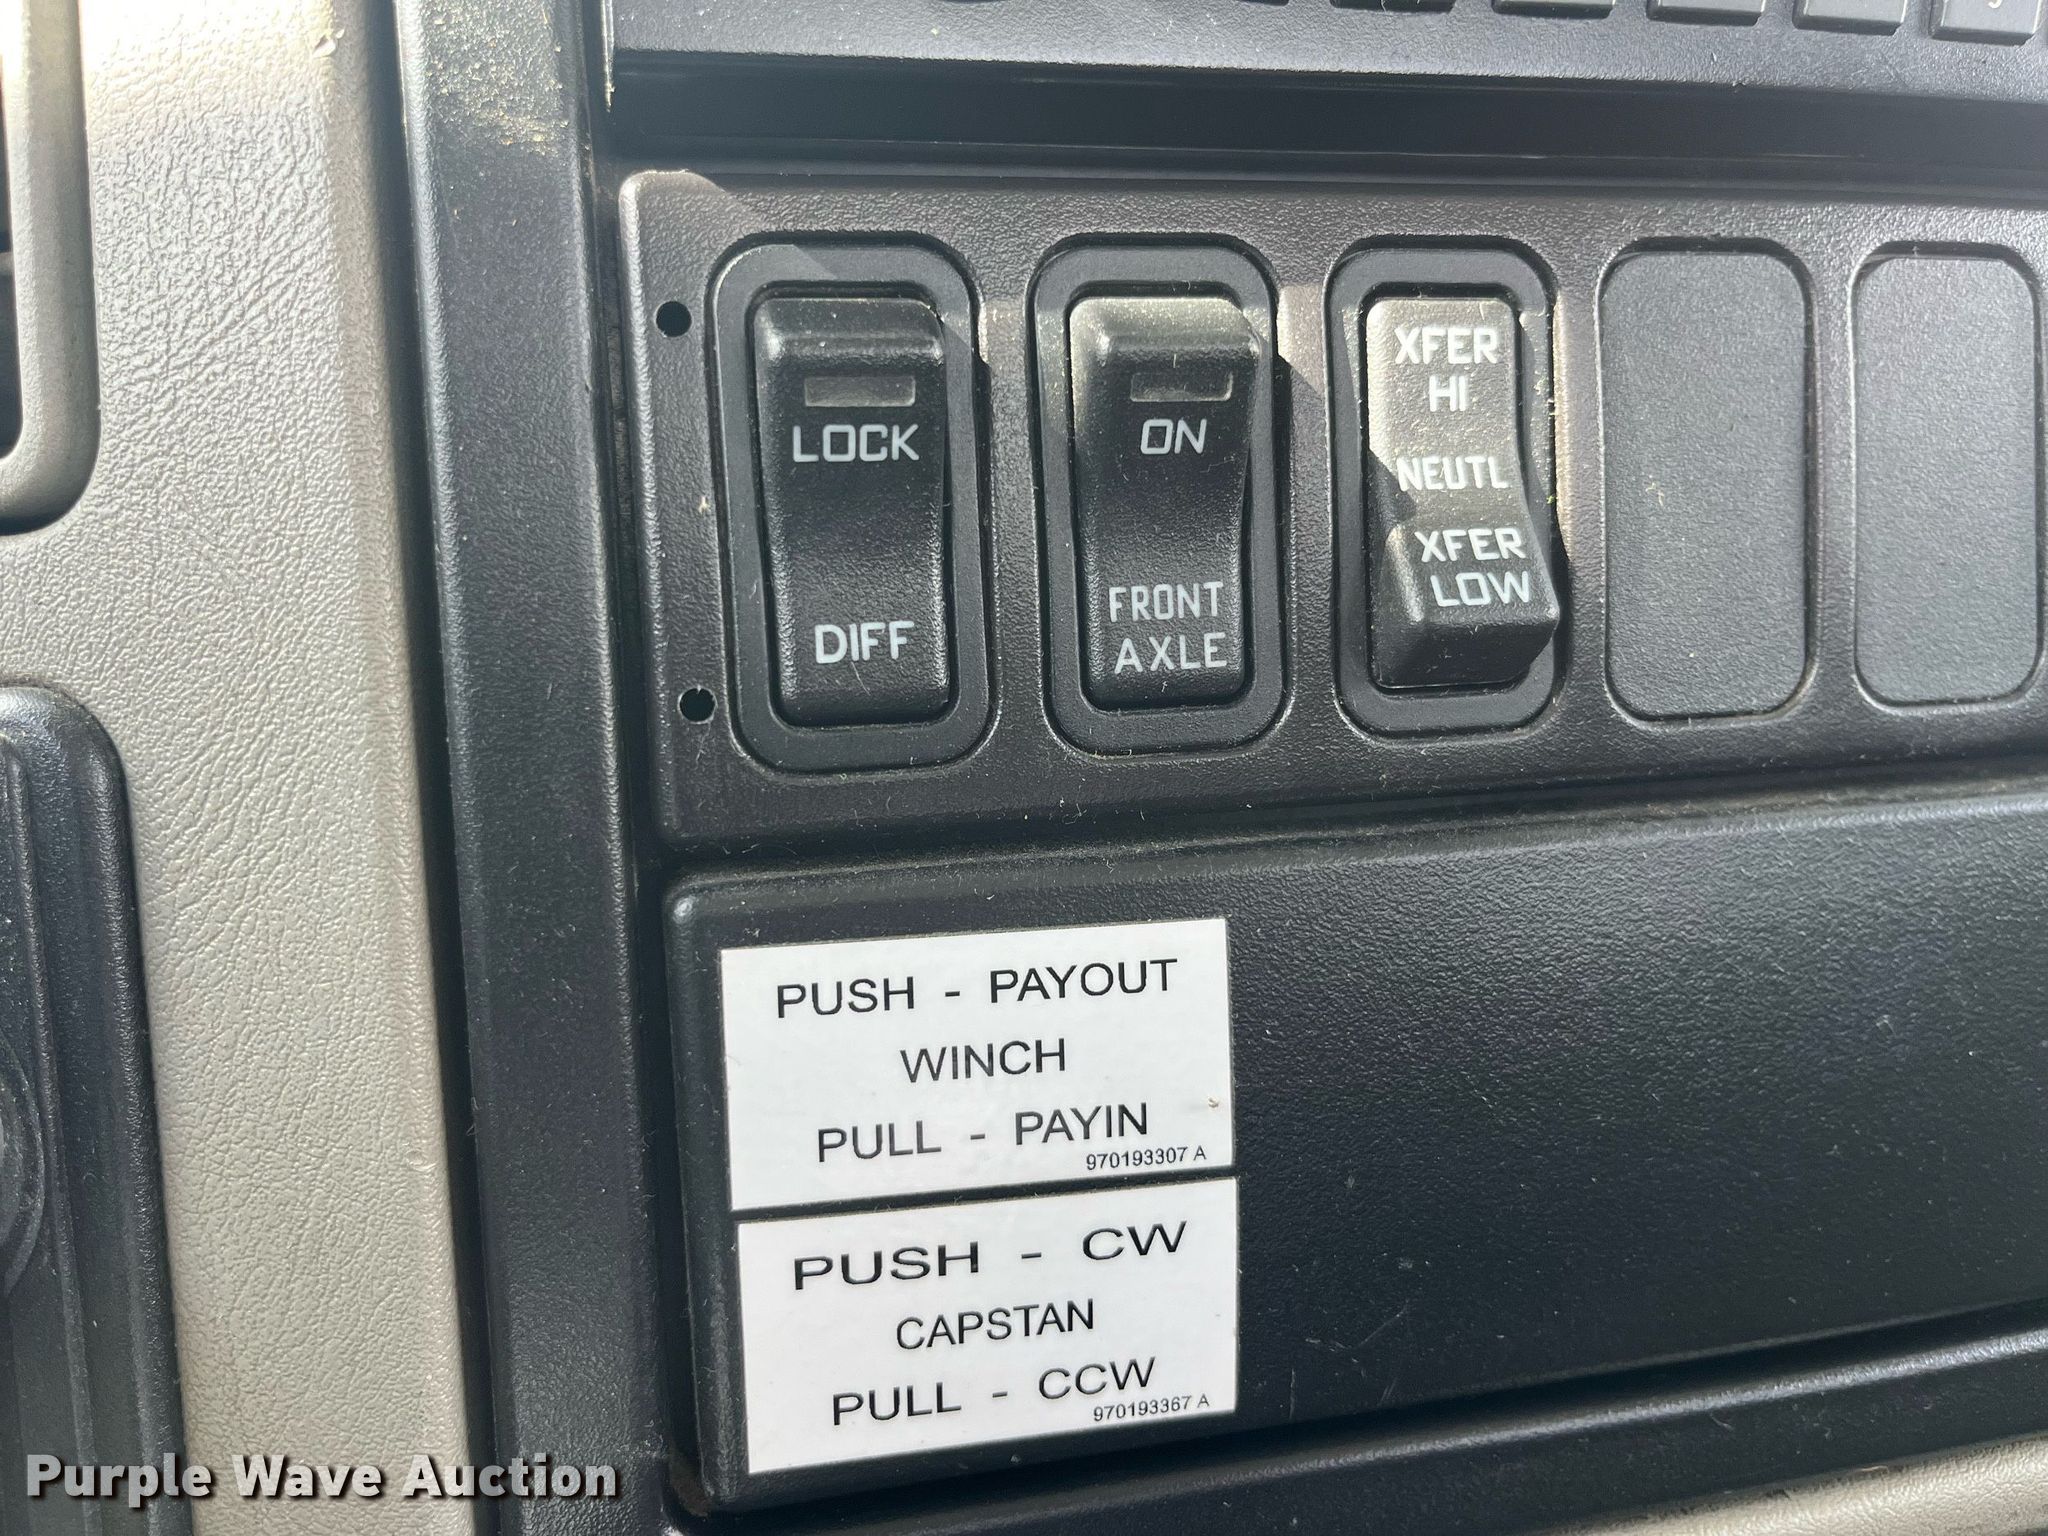 LOCK
DIFF
ON
FRONT
AXLE
XFER
HI
NEUTL
XFER
LOW
PUSH - PAYOUT
WINCH
PULL - PAYIN
970193307 A
PUSH - CW
CAPSTAN
PULL - CCW
970193367 A
Purple Wave Auction